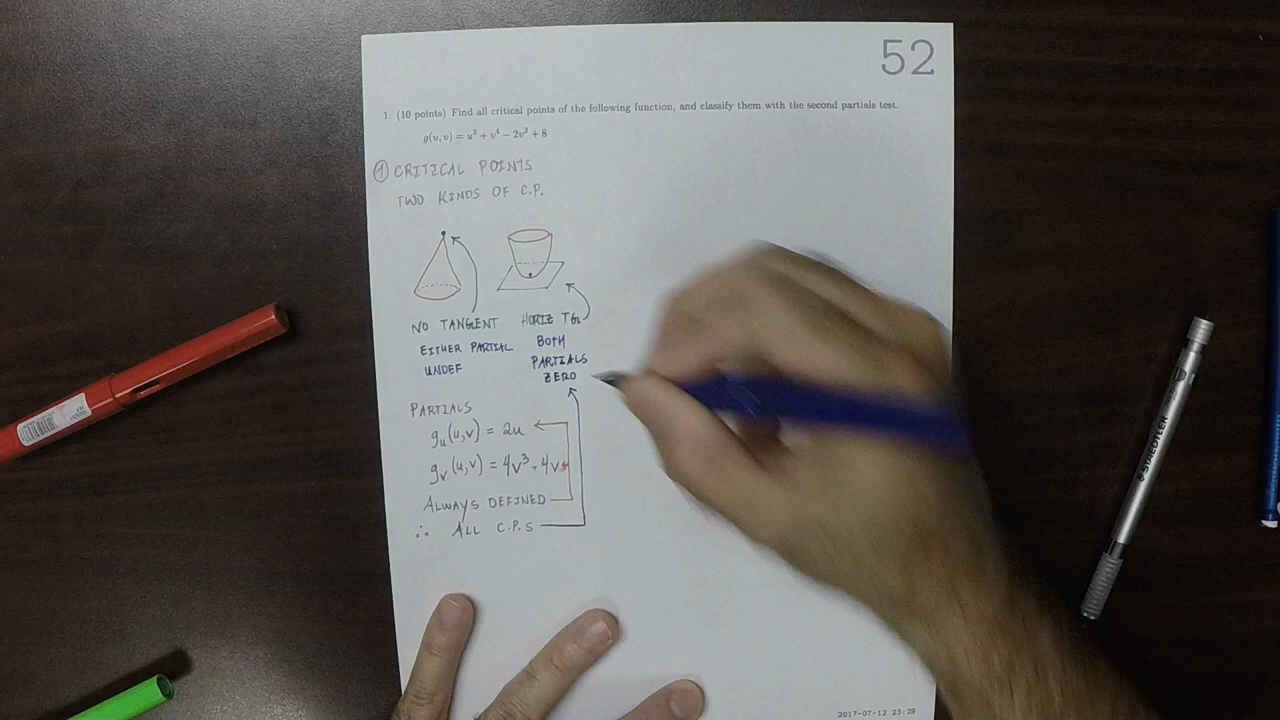 52
1. (10 points) Find all critical points of the following function, and classify them with the second partials test.
g(u, v) = u² + v⁴ − 2v² + 8
① CRITICAL POINTS
TWO KINDS OF C.P.
NO TANGENT
EITHER PARTIAL
UNDEF
HORIZ
BOTH
PARTIALS
ZERO
PARTIALS
gᵤ(u,v) = 2u
gᵥ(u,v) = 4v³ - 4v
ALWAYS DEFINED
∴ ALL C.P.S
STAEDTLER
2017-07-12 23:29